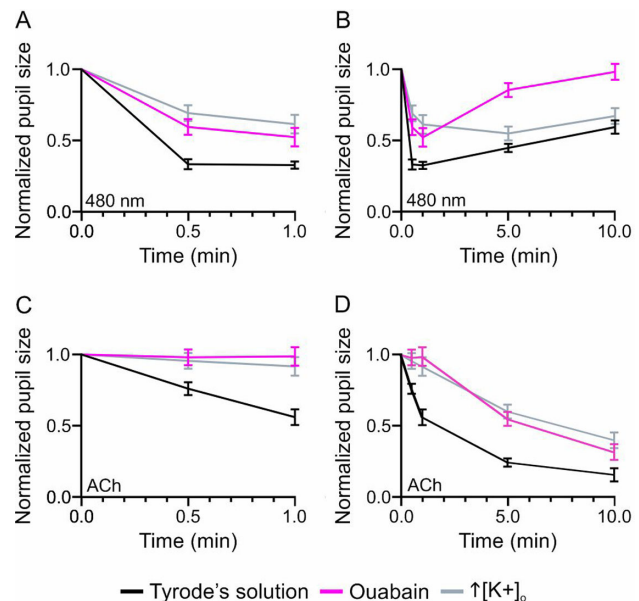 A
Normalized pupil size
1.0
0.5
0.0
480 nm
0.0 0.5 1.0
Time (min)
B
Normalized pupil size
1.0
0.5
0.0
480 nm
0.0 5.0 10.0
Time (min)
C
Normalized pupil size
1.0
0.5
0.0
ACh
0.0 0.5 1.0
Time (min)
D
Normalized pupil size
1.0
0.5
0.0
ACh
0.0 5.0 10.0
Time (min)
Tyrode's solution Ouabain ↑[K+]ₒ